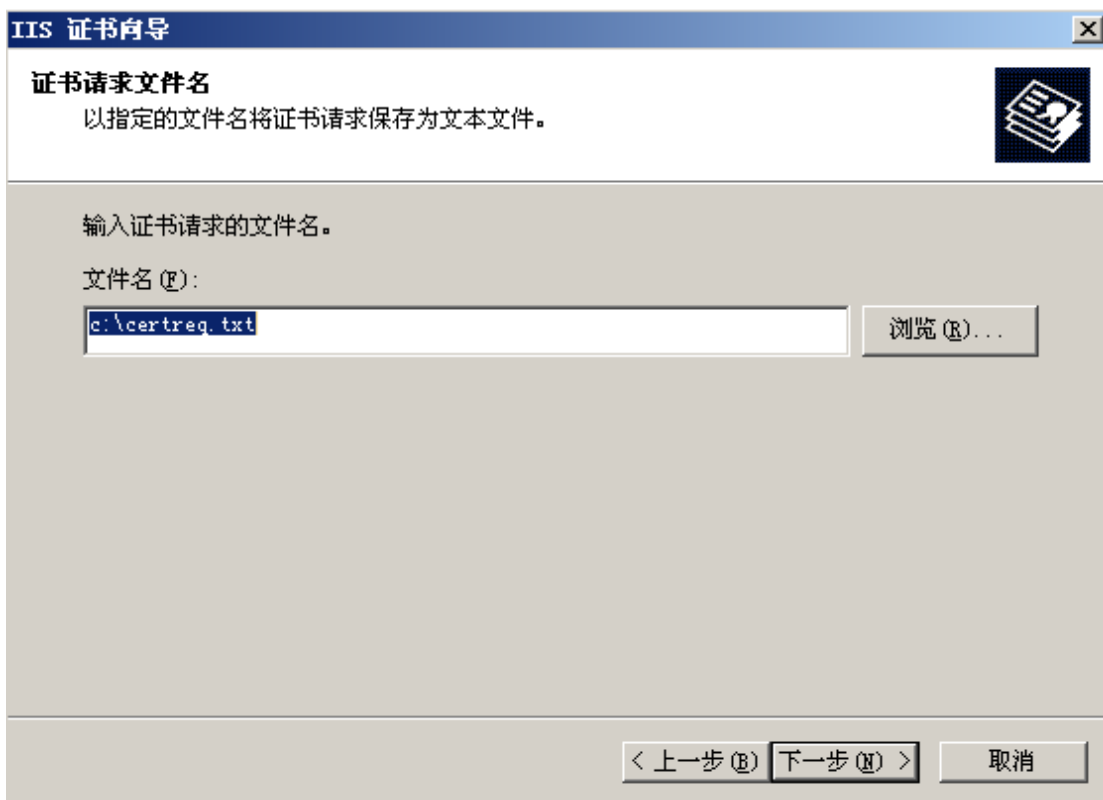 IIS 证书向导
证书请求文件名
以指定的文件名将证书请求保存为文本文件。
输入证书请求的文件名。
文件名(F):
c:\certreq.txt
浏览(R)...
< 上一步(B) 下一步(N) > 取消